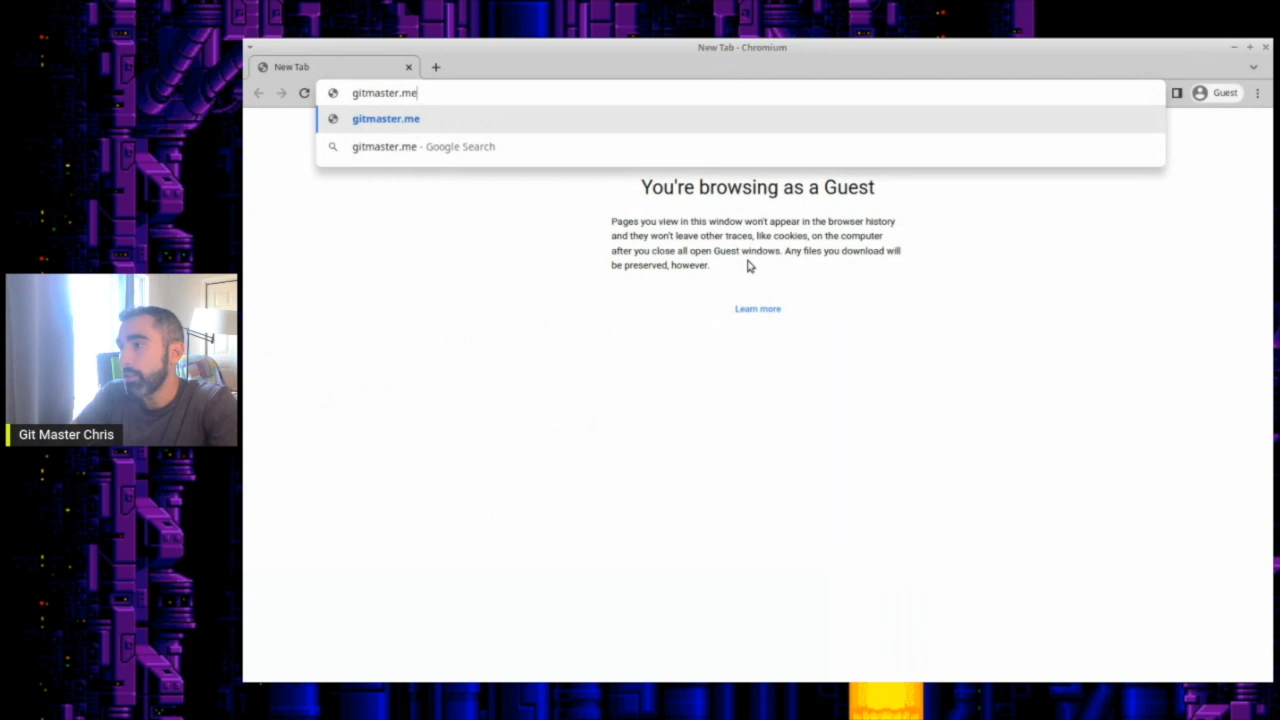 New Tab - Chromium
New Tab
gitmaster.me
Guest
gitmaster.me
gitmaster.me - Google Search
You're browsing as a Guest
Pages you view in this window won't appear in the browser history
and they won't leave other traces, like cookies, on the computer
after you close all open Guest windows. Any files you download will
be preserved, however.
Learn more
Git Master Chris